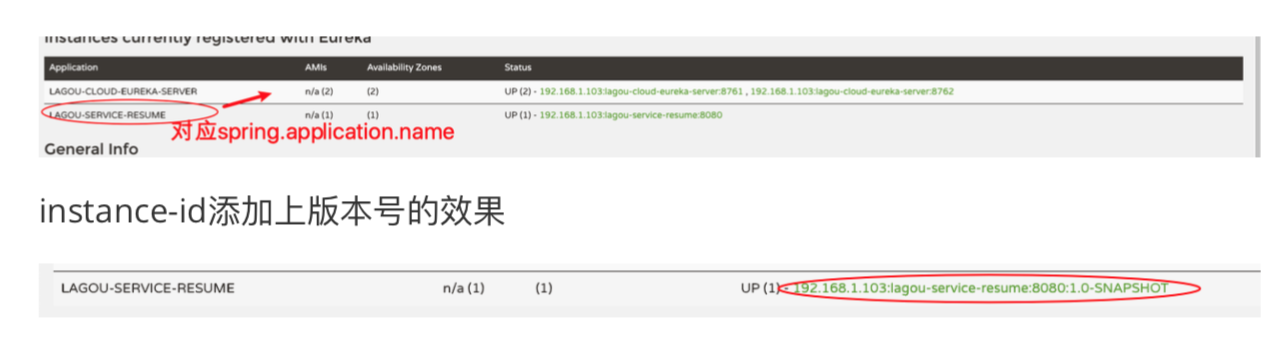 Instances currently registered with Eureka
Application AMIs Availability Zones Status
LAGOU-CLOUD-EUREKA-SERVER n/a (2) (2) UP (2) - 192.168.1.103:lagou-cloud-eureka-server:8761 , 192.168.1.103:lagou-cloud-eureka-server:8762
LAGOU-SERVICE-RESUME n/a (1) (1) UP (1) - 192.168.1.103:lagou-service-resume:8080
对应spring.application.name
General Info
instance-id添加上版本号的效果
LAGOU-SERVICE-RESUME n/a (1) (1) UP (1) - 192.168.1.103:lagou-service-resume:8080:1.0-SNAPSHOT